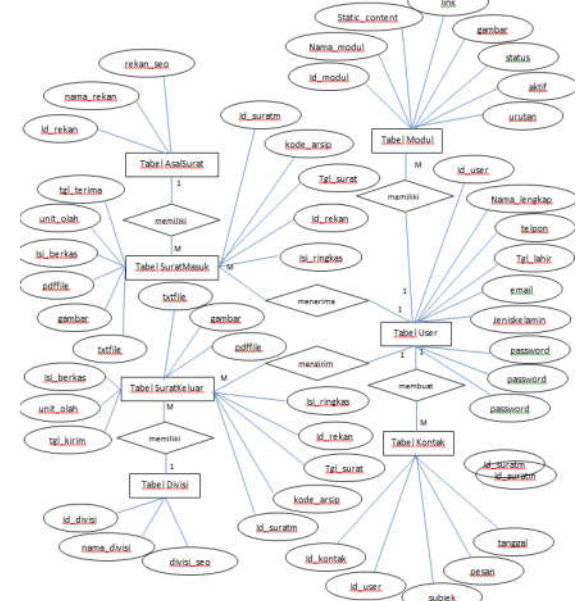 link
Static_content
gambar
Nama_modul
status
Id_modul
aktif
urutan
rekan_seo
nama_rekan
Id_rekan
Id_suratm
kode_arsip
Tabel Modul
Tabel AsalSurat
M
Id_user
1
Tgl_surat
tgl_terima
memiliki
Nama_lengkap
unit_olah
memiliki
Id_rekan
telpon
M
Isi_berkas
Isi_ringkas
Tgl_lahir
Tabel SuratMasuk
M
pdffile
email
txtfile
1
menerima
gambar
gambar
1
Jeniskelamin
Tabel User
txtfile
pdffile
password
1
1
mengirim
Isi_berkas
password
Tabel SuratKeluar
M
membuat
unit_olah
M
Isi_ringkas
password
M
tgl_kirim
memiliki
Id_rekan
Tabel Kontak
1
Tgl_surat
Id_suratm
Id_suratm
Tabel Divisi
kode_arsip
Id_divisi
Id_suratm
tanggal
nama_divisi
Id_kontak
divisi_seo
pesan
Id_user
subjek